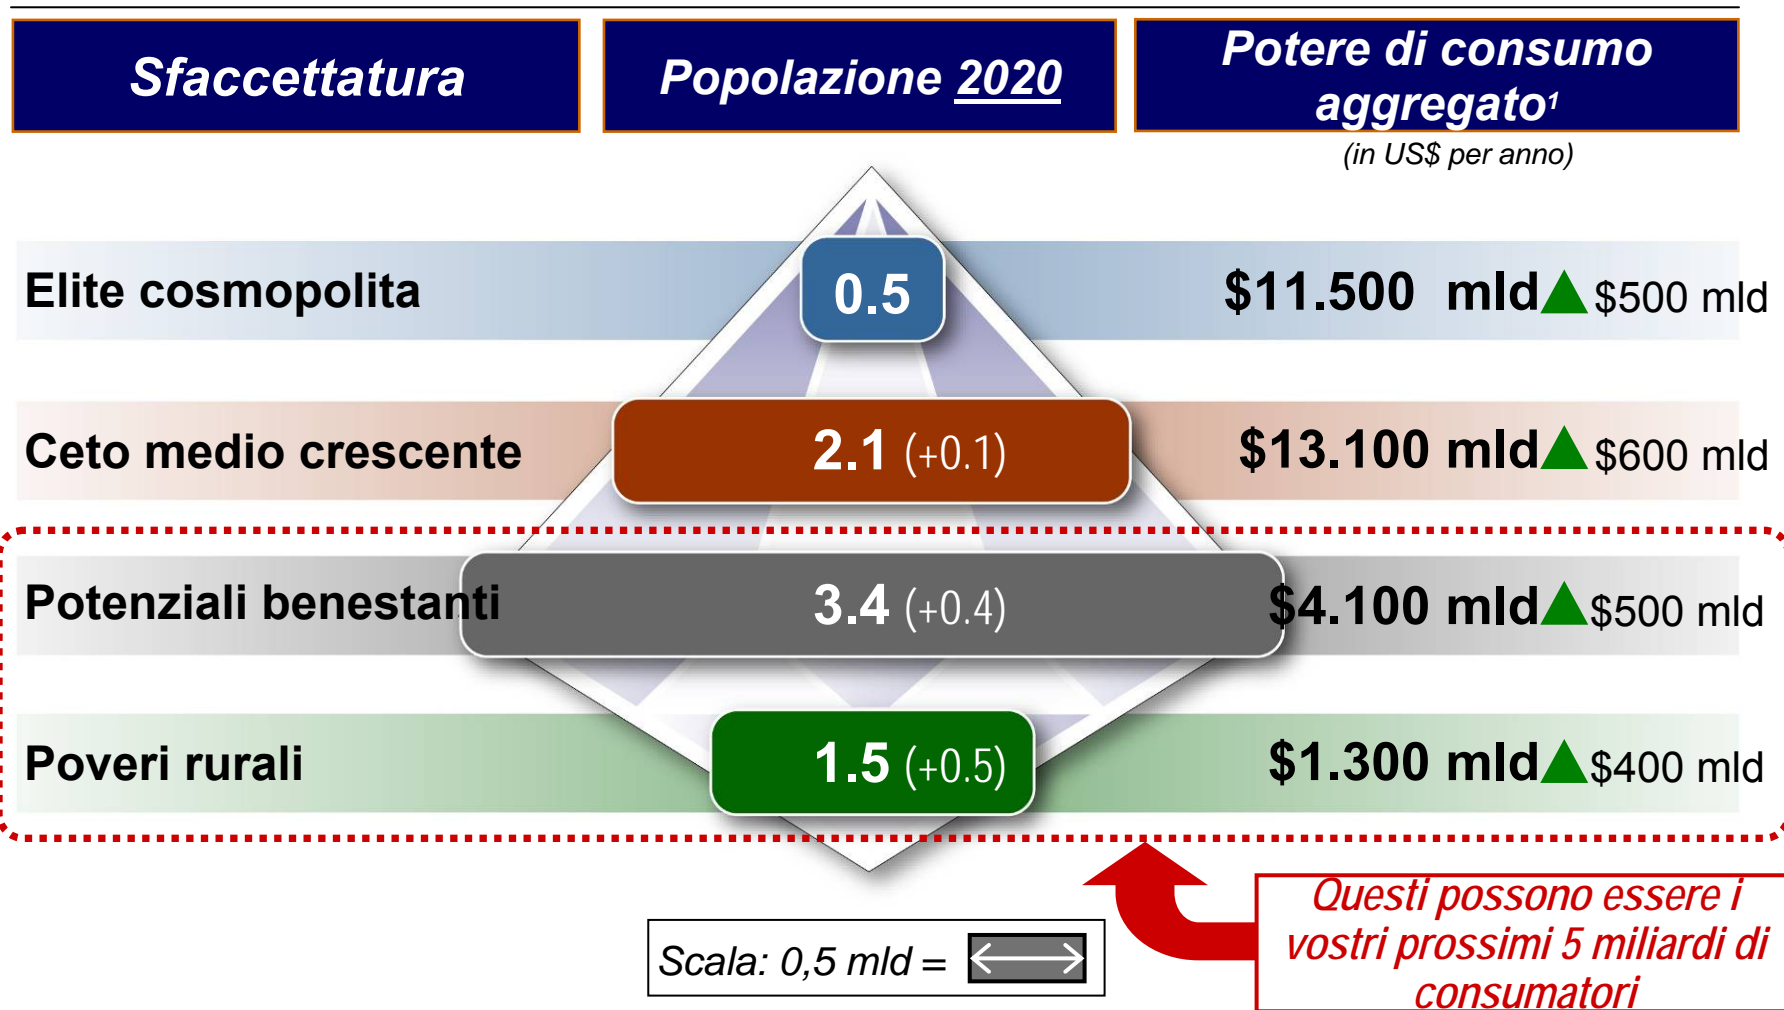 Sfaccettatura
Popolazione 2020
Potere di consumo
aggregato¹
(in US$ per anno)
Elite cosmopolita
0.5
$11.500 mld $500 mld
Ceto medio crescente
2.1 (+0.1)
$13.100 mld $600 mld
Potenziali benestanti
3.4 (+0.4)
$4.100 mld $500 mld
Poveri rurali
1.5 (+0.5)
$1.300 mld $400 mld
Scala: 0,5 mld =
Questi possono essere i
vostri prossimi 5 miliardi di
consumatori